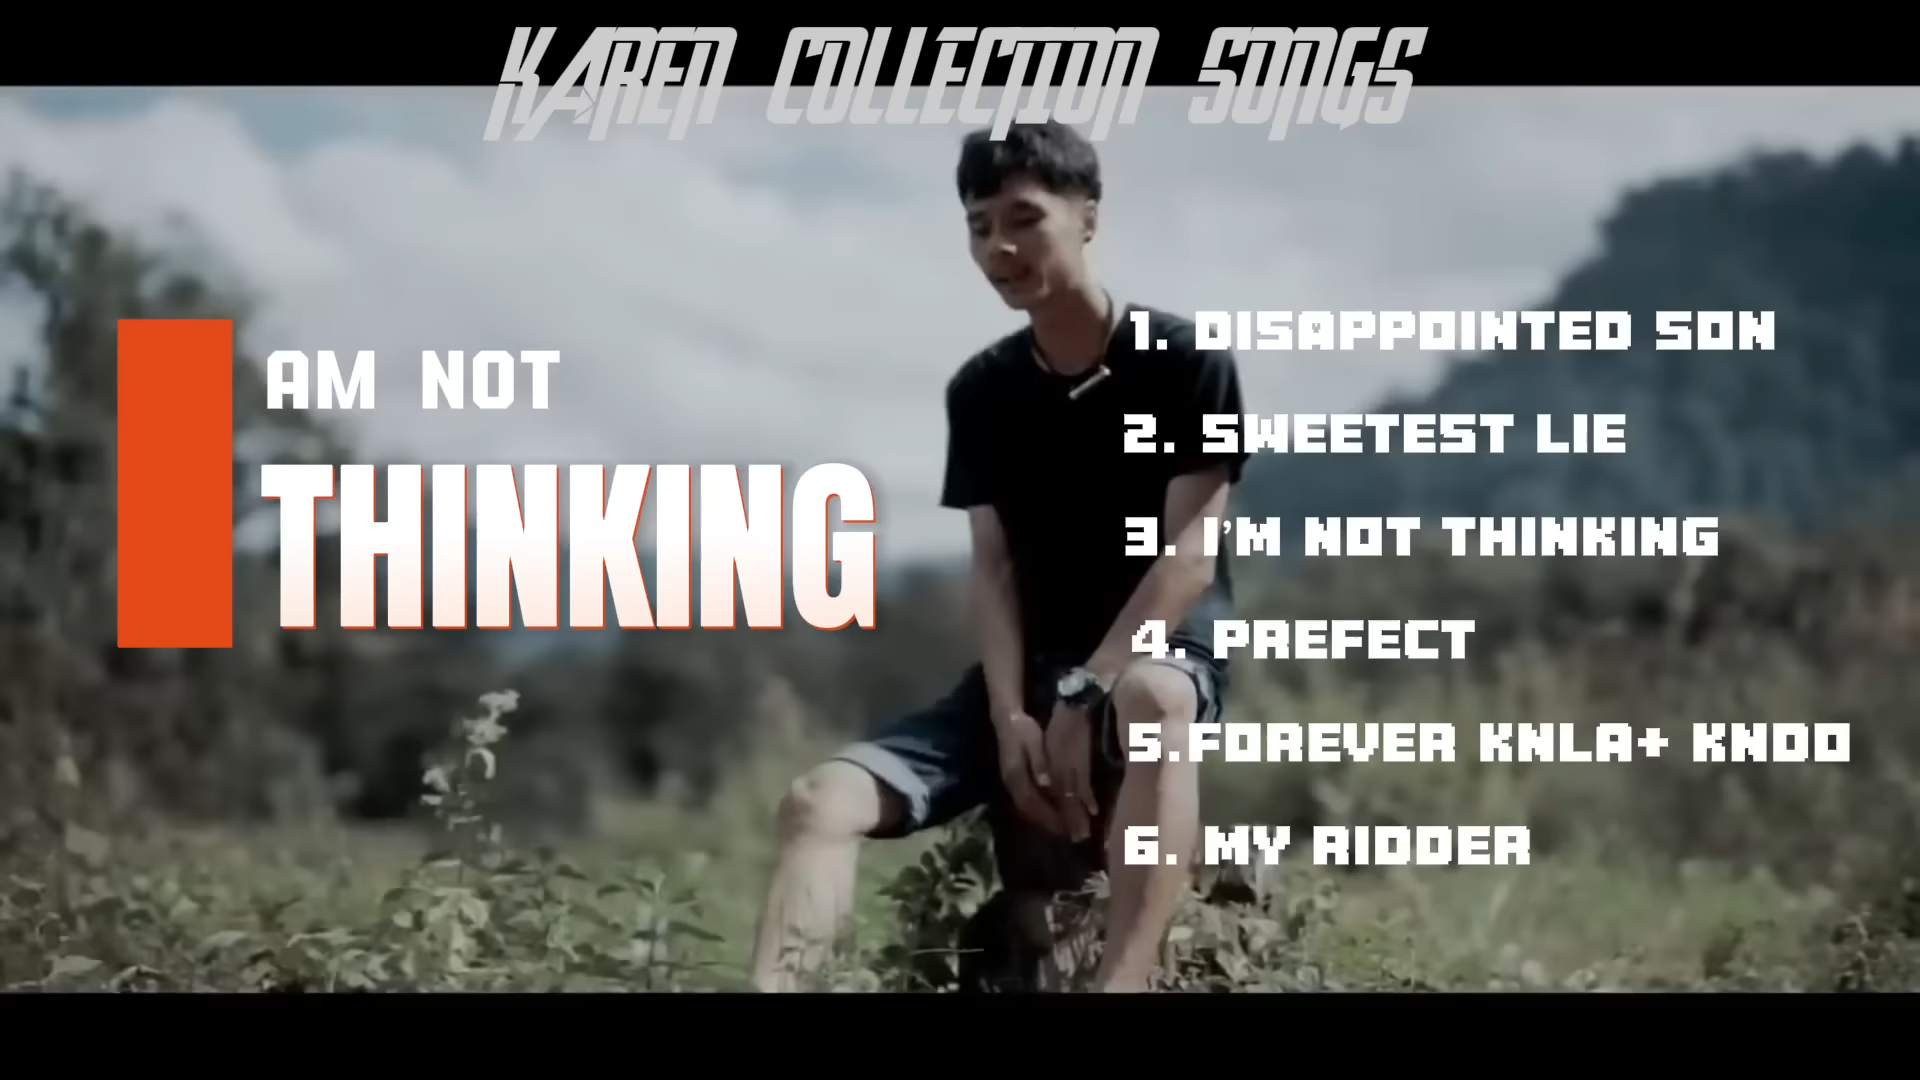 KAREN COLLECTION SONGS
I AM NOT
THINKING
1. DISAPPOINTED SON
2. SWEETEST LIE
3. I'M NOT THINKING
4. PREFECT
5.FOREVER KNLA+ KNDO
6. MY RIDDER